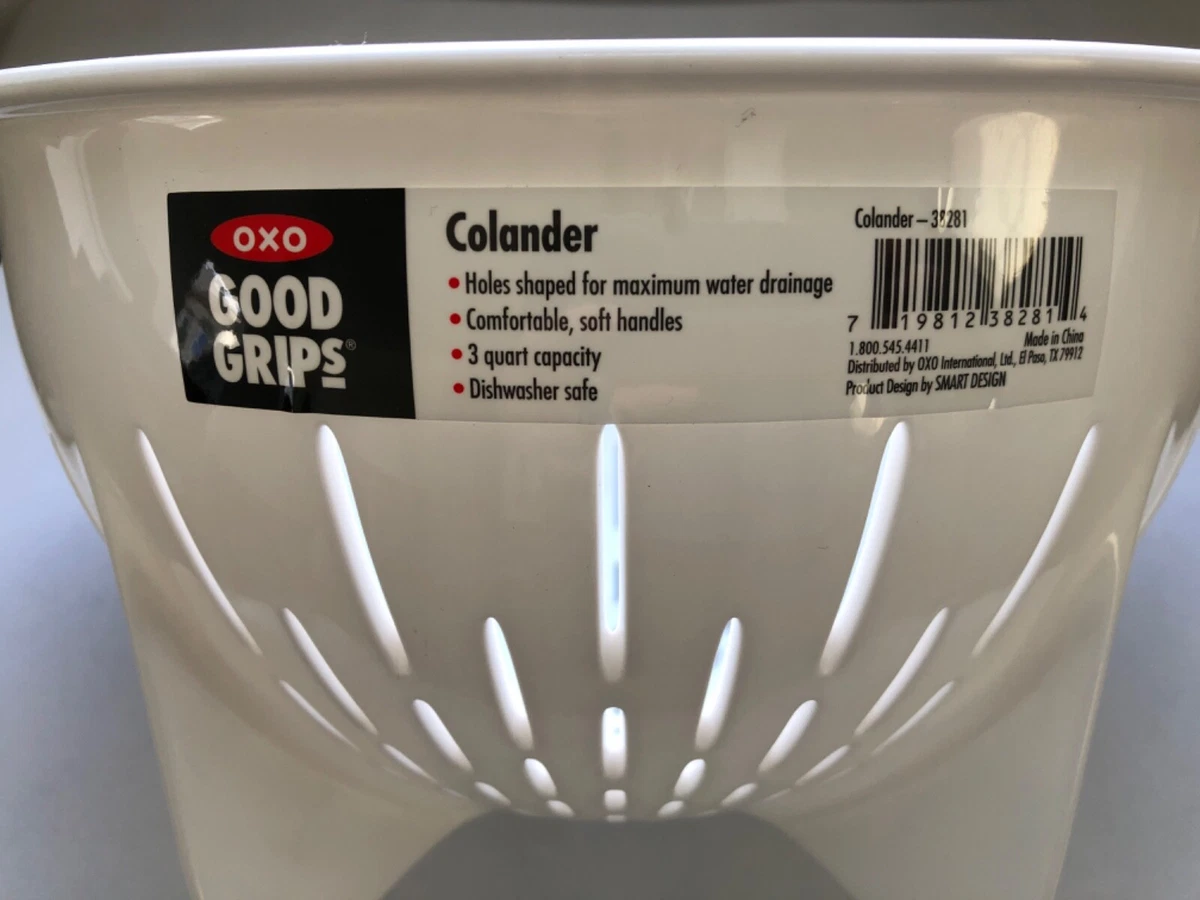 OXO
GOOD
GRIPS®
Colander
• Holes shaped for maximum water drainage
• Comfortable, soft handles
• 3 quart capacity
• Dishwasher safe
Colander – 38281
7 19812 38281 4
Made in China
1.800.545.4411
Distributed by OXO International, Ltd., El Paso, TX 79912
Product Design by SMART DESIGN